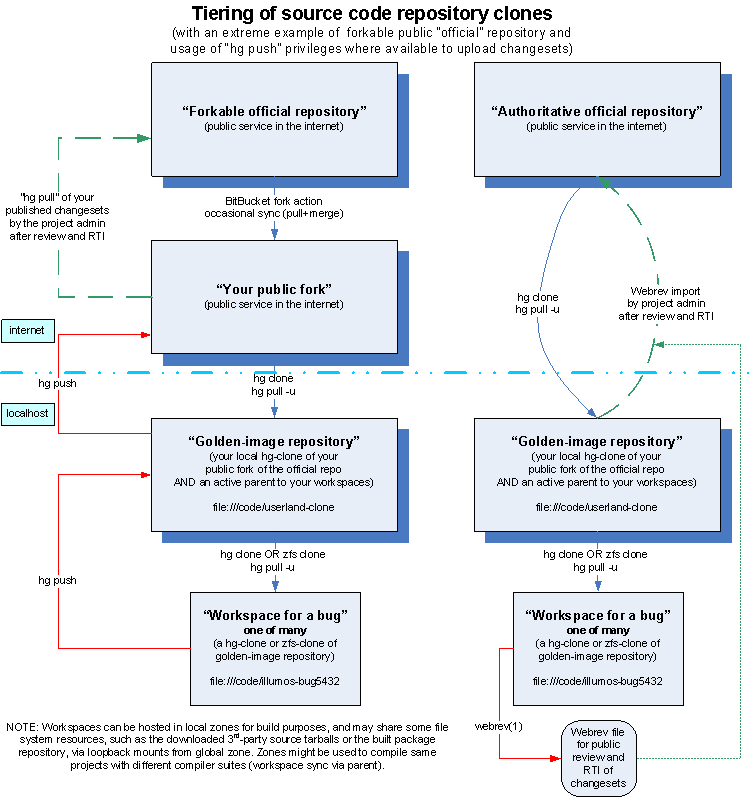 Tiering of source code repository clones
(with an extreme example of forkable public "official" repository and
usage of "hg push" privileges where available to upload changesets)
“Forkable official repository”
(public service in the internet)
“Authoritative official repository”
(public service in the internet)
"hg pull" of your
published changesets
by the project admin
after review and RTI
BitBucket fork action
occasional sync (pull+merge)
“Your public fork”
(public service in the internet)
hg clone
hg pull -u
Webrev import
by project admin
after review and RTI
internet
hg push
hg clone
hg pull -u
localhost
“Golden-image repository”
(your local hg-clone of your
public fork of the official repo
AND an active parent to your workspaces)
file:///code/userland-clone
“Golden-image repository”
(your local hg-clone of your
public fork of the official repo
AND an active parent to your workspaces)
file:///code/userland-clone
hg push
hg clone OR zfs clone
hg pull -u
hg clone OR zfs clone
hg pull -u
“Workspace for a bug”
one of many
(a hg-clone or zfs-clone of
golden-image repository)
file:///code/illumos-bug5432
“Workspace for a bug”
one of many
(a hg-clone or zfs-clone of
golden-image repository)
file:///code/illumos-bug5432
NOTE: Workspaces can be hosted in local zones for build purposes, and may share some file
system resources, such as the downloaded 3rd-party source tarballs or the built package
repository, via loopback mounts from global zone. Zones might be used to compile same
projects with different compiler suites (workspace sync via parent).
webrev(1)
Webrev file
for public
review and
RTI of
changesets